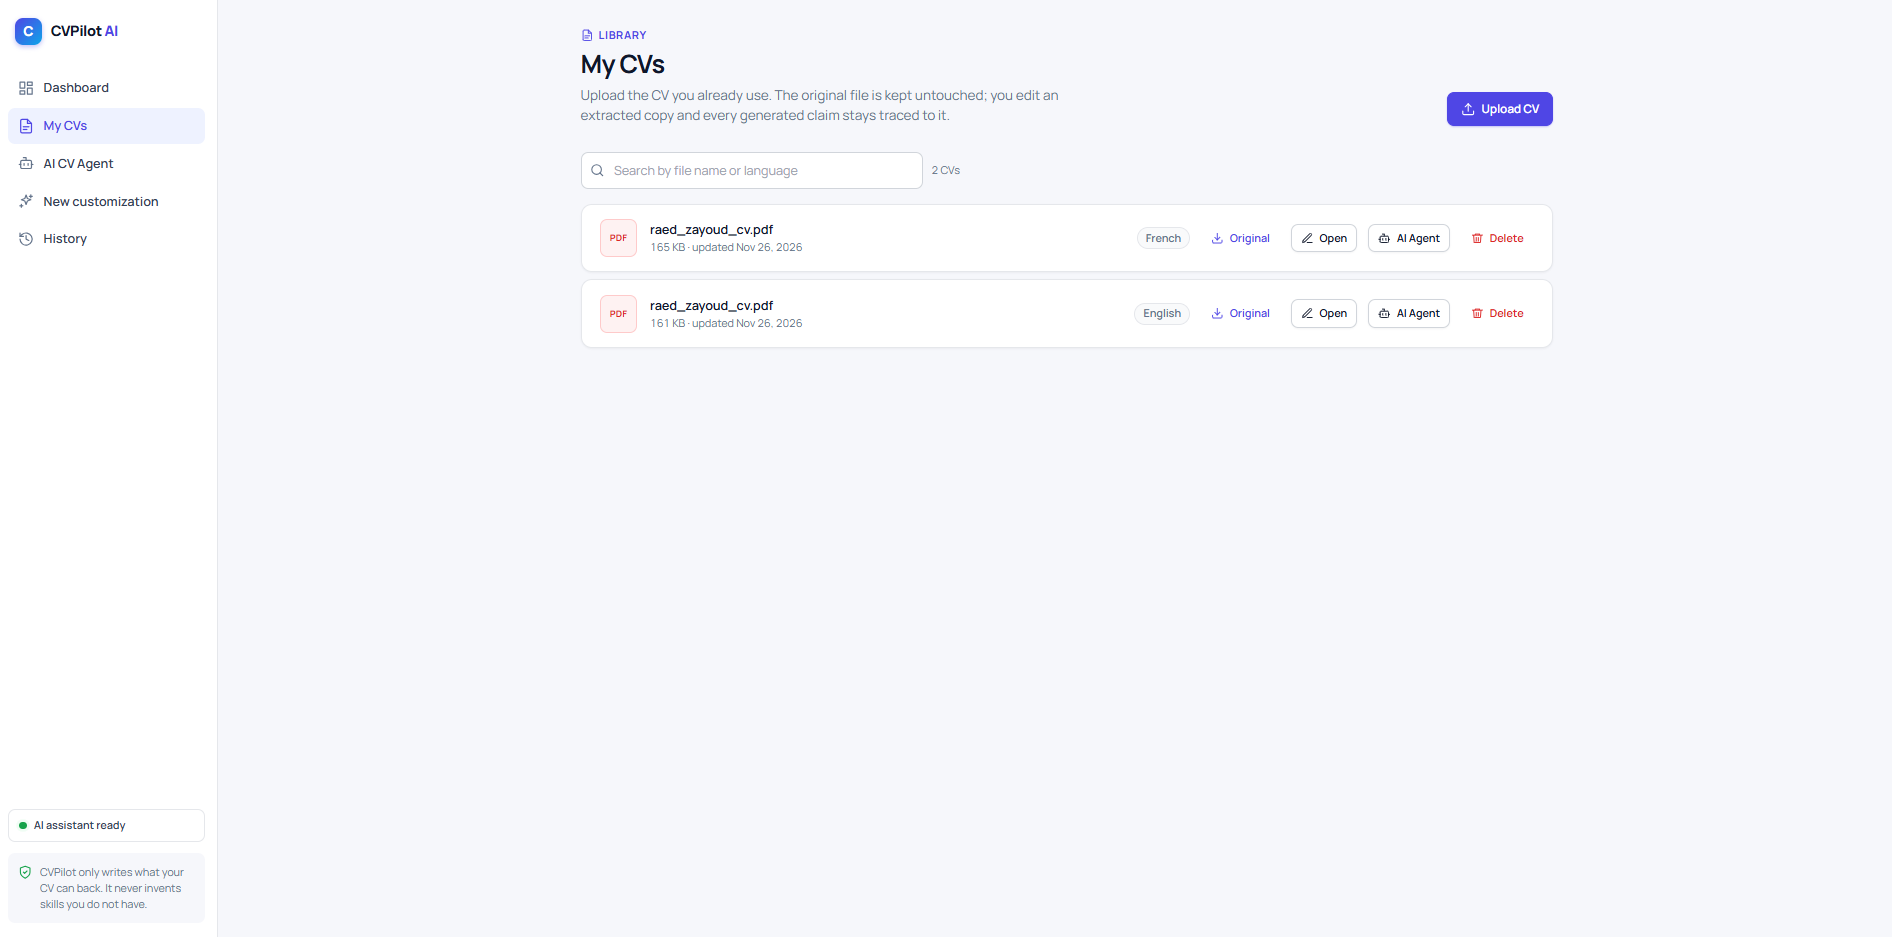 C CVPilot AI
Dashboard
My CVs
AI CV Agent
New customization
History
AI assistant ready
CVPilot only writes what your
CV can back. It never invents
skills you do not have.
LIBRARY
My CVs
Upload the CV you already use. The original file is kept untouched; you edit an
extracted copy and every generated claim stays traced to it.
Upload CV
Search by file name or language
2 CVs
PDF
raed_zayoud_cv.pdf
165 KB · updated Nov 26, 2026
French
Original
Open
AI Agent
Delete
PDF
raed_zayoud_cv.pdf
161 KB · updated Nov 26, 2026
English
Original
Open
AI Agent
Delete